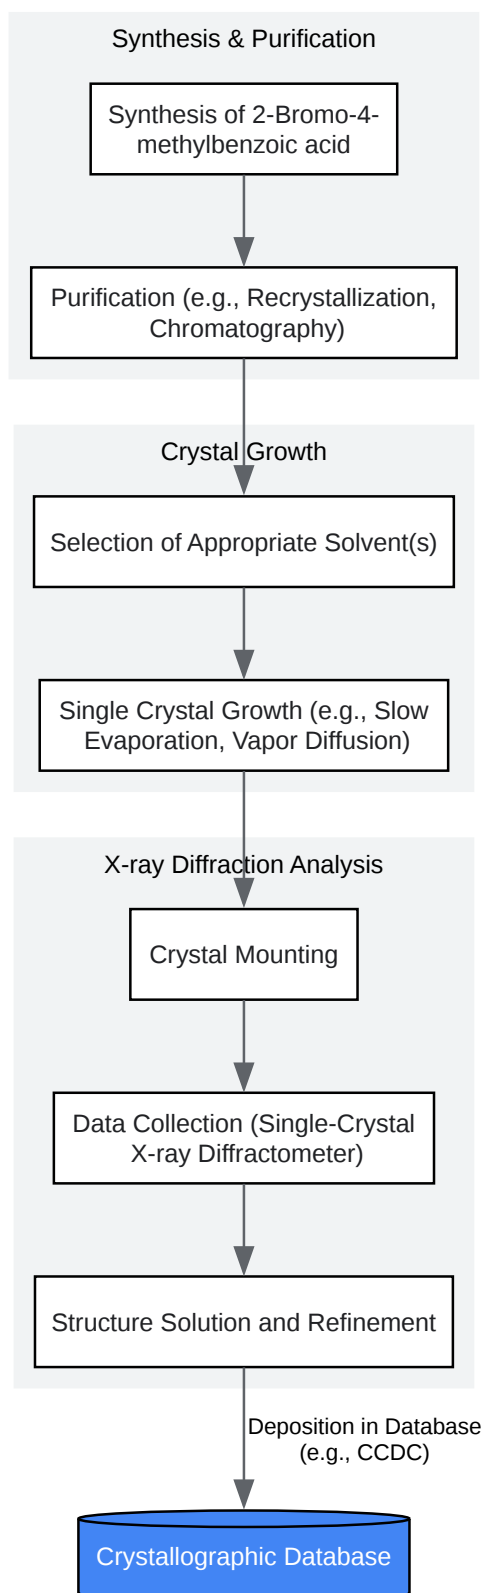 Synthesis & Purification
Synthesis of 2-Bromo-4-
methylbenzoic acid
Purification (e.g., Recrystallization,
Chromatography)
Crystal Growth
Selection of Appropriate Solvent(s)
Single Crystal Growth (e.g., Slow
Evaporation, Vapor Diffusion)
X-ray Diffraction Analysis
Crystal Mounting
Data Collection (Single-Crystal
X-ray Diffractometer)
Structure Solution and Refinement
Deposition in Database
(e.g., CCDC)
Crystallographic Database